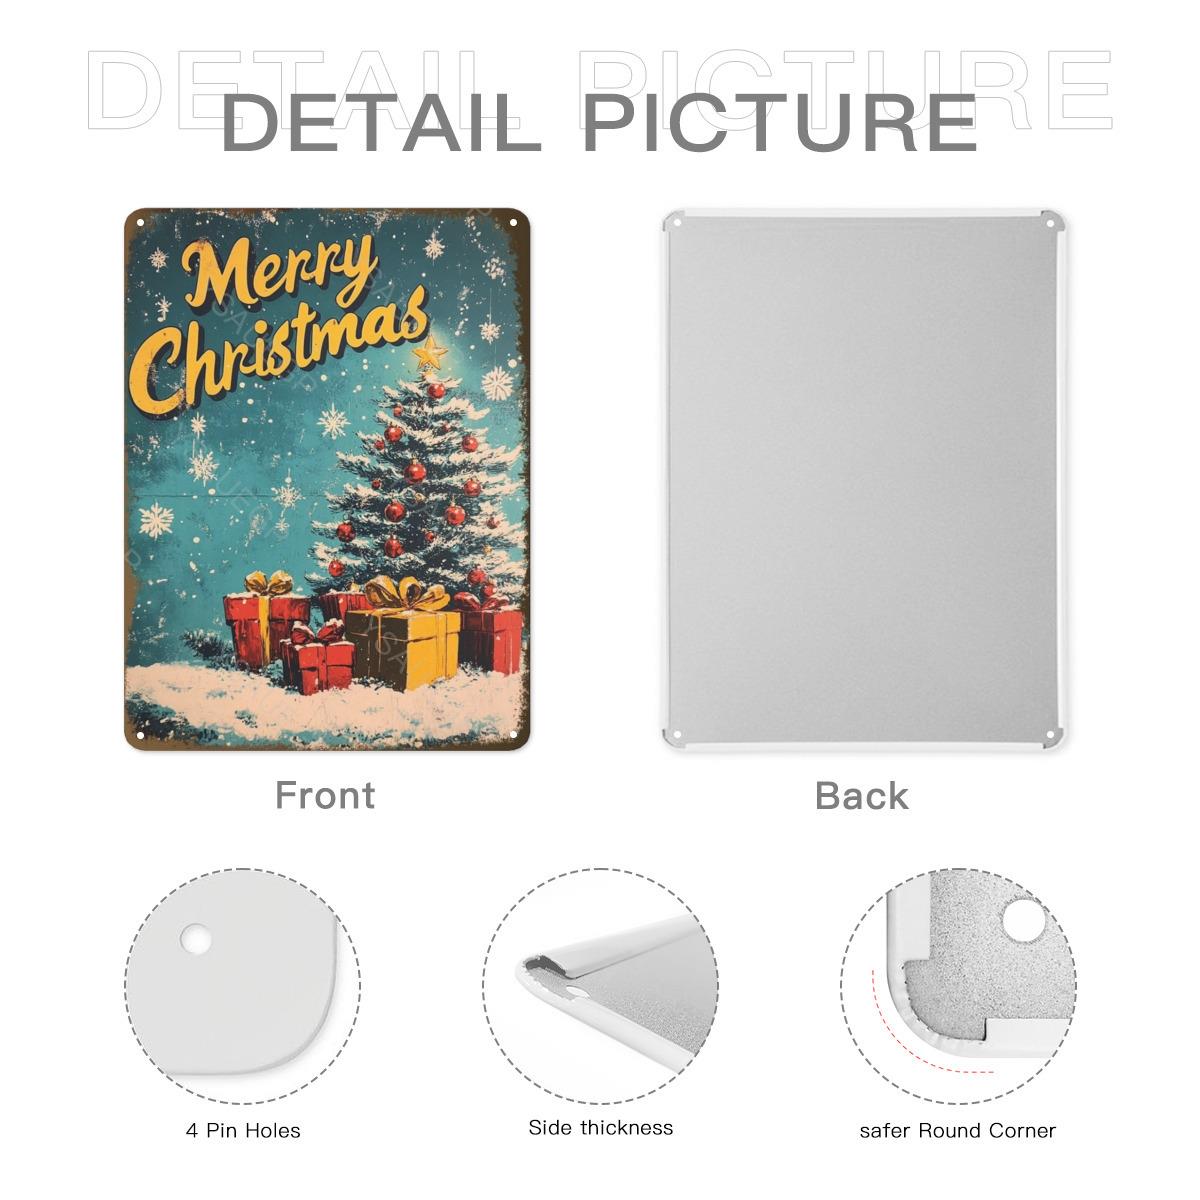 DETAIL PICTURE
DETAIL PICTURE
Merry
Christmas
Front
Back
4 Pin Holes
Side thickness
safer Round Corner